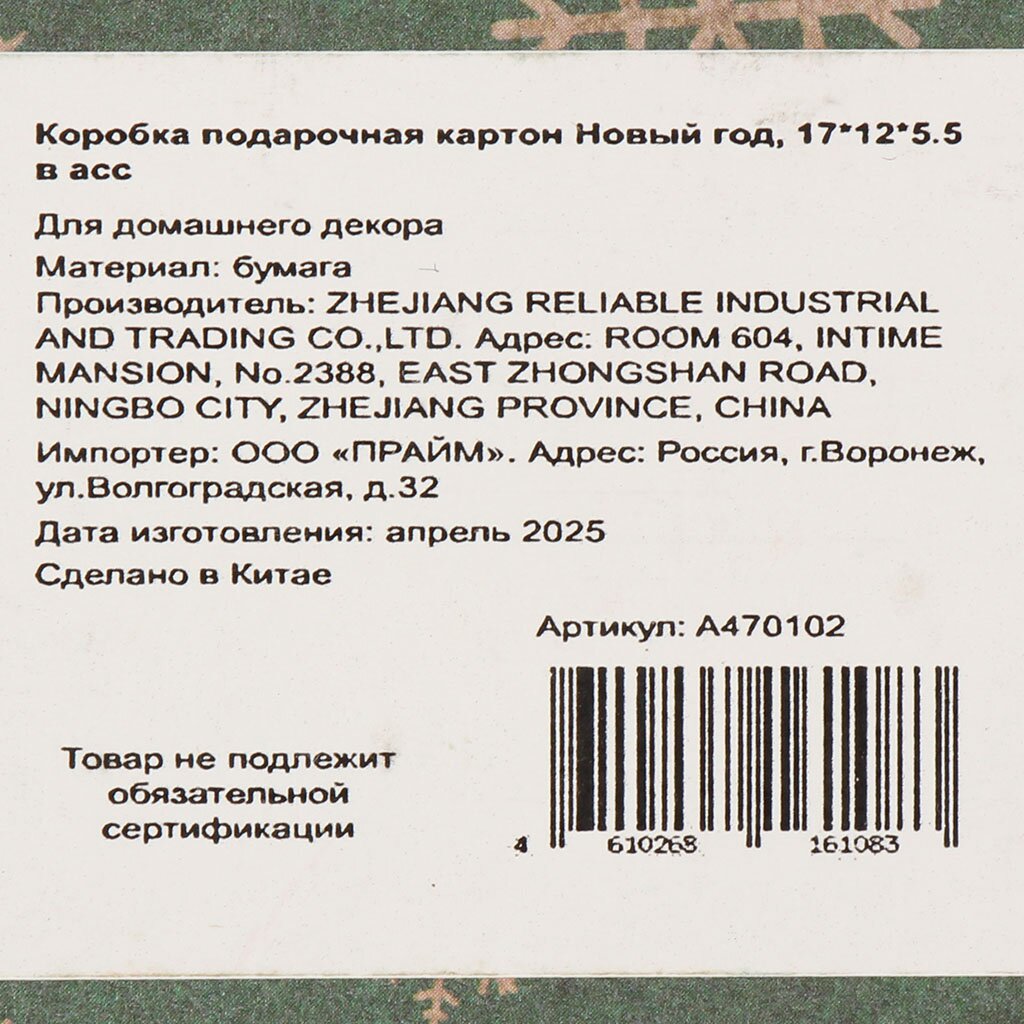 Коробка подарочная картон Новый год, 17*12*5.5
в асс
Для домашнего декора
Материал: бумага
Производитель: ZHEJIANG RELIABLE INDUSTRIAL
AND TRADING CO.,LTD. Адрес: ROOM 604, INTIME
MANSION, No.2388, EAST ZHONGSHAN ROAD,
NINGBO CITY, ZHEJIANG PROVINCE, CHINA
Импортер: ООО «ПРАЙМ». Адрес: Россия, г.Воронеж,
ул.Волгоградская, д.32
Дата изготовления: апрель 2025
Сделано в Китае
Артикул: A470102
Товар не подлежит
обязательной
сертификации
4 610268 161083